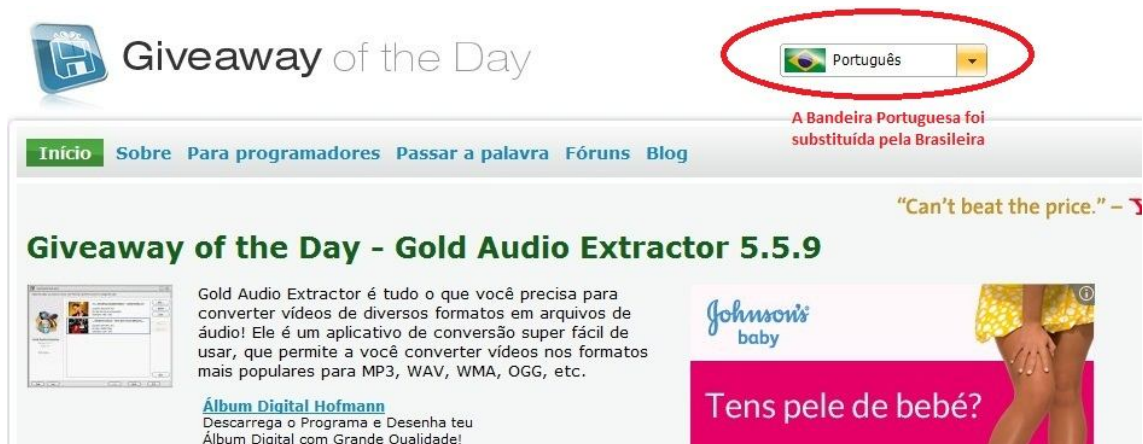 Giveaway of the Day
Português
A Bandeira Portuguesa foi
substituída pela Brasileira
Início Sobre Para programadores Passar a palavra Fóruns Blog
“Can’t beat the price.” –
Giveaway of the Day - Gold Audio Extractor 5.5.9
Gold Audio Extractor é tudo o que você precisa para
converter vídeos de diversos formatos em arquivos de
áudio! Ele é um aplicativo de conversão super fácil de
usar, que permite a você converter vídeos nos formatos
mais populares para MP3, WAV, WMA, OGG, etc.
Álbum Digital Hofmann
Descarrega o Programa e Desenha teu
Álbum Digital com Grande Qualidade!
Johnson's
baby
Tens pele de bebé?